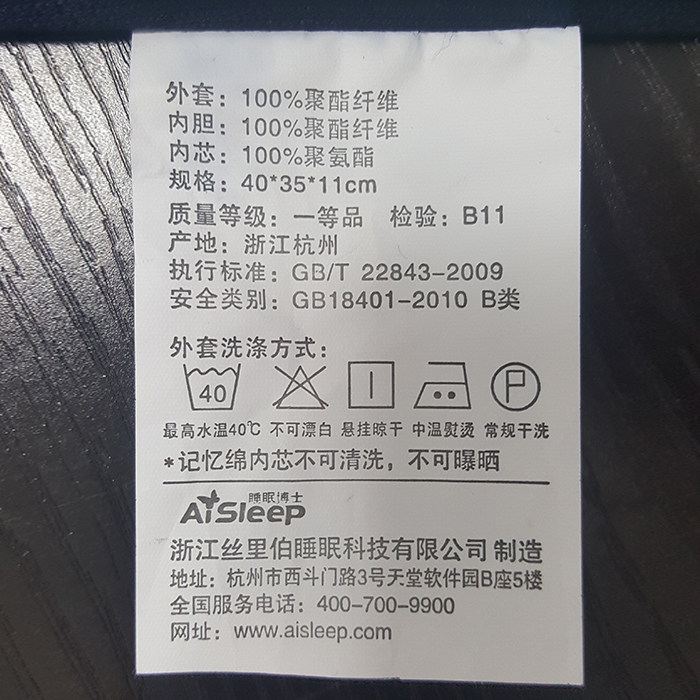 外套：100%聚酯纤维
内胆：100%聚酯纤维
内芯：100%聚氨酯
规格：40*35*11cm
质量等级：一等品 检验：B11
产地：浙江杭州
执行标准：GB/T 22843-2009
安全类别：GB18401-2010 B类
外套洗涤方式：
40 P
最高水温40℃ 不可漂白 悬挂晾干 中温熨烫 常规干洗
*记忆绵内芯不可清洗，不可曝晒
睡眠博士
AiSleep
浙江丝里伯睡眠科技有限公司 制造
地址：杭州市西斗门路3号天堂软件园B座5楼
全国服务电话：400-700-9900
网址：www.aisleep.com